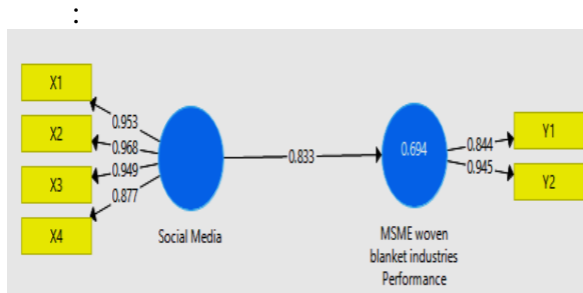 :
X1
X2
X3
X4
0.953
0.968
0.949
0.877
Social Media
0.833
0.694
MSME woven
blanket industries
Performance
0.844
0.945
Y1
Y2